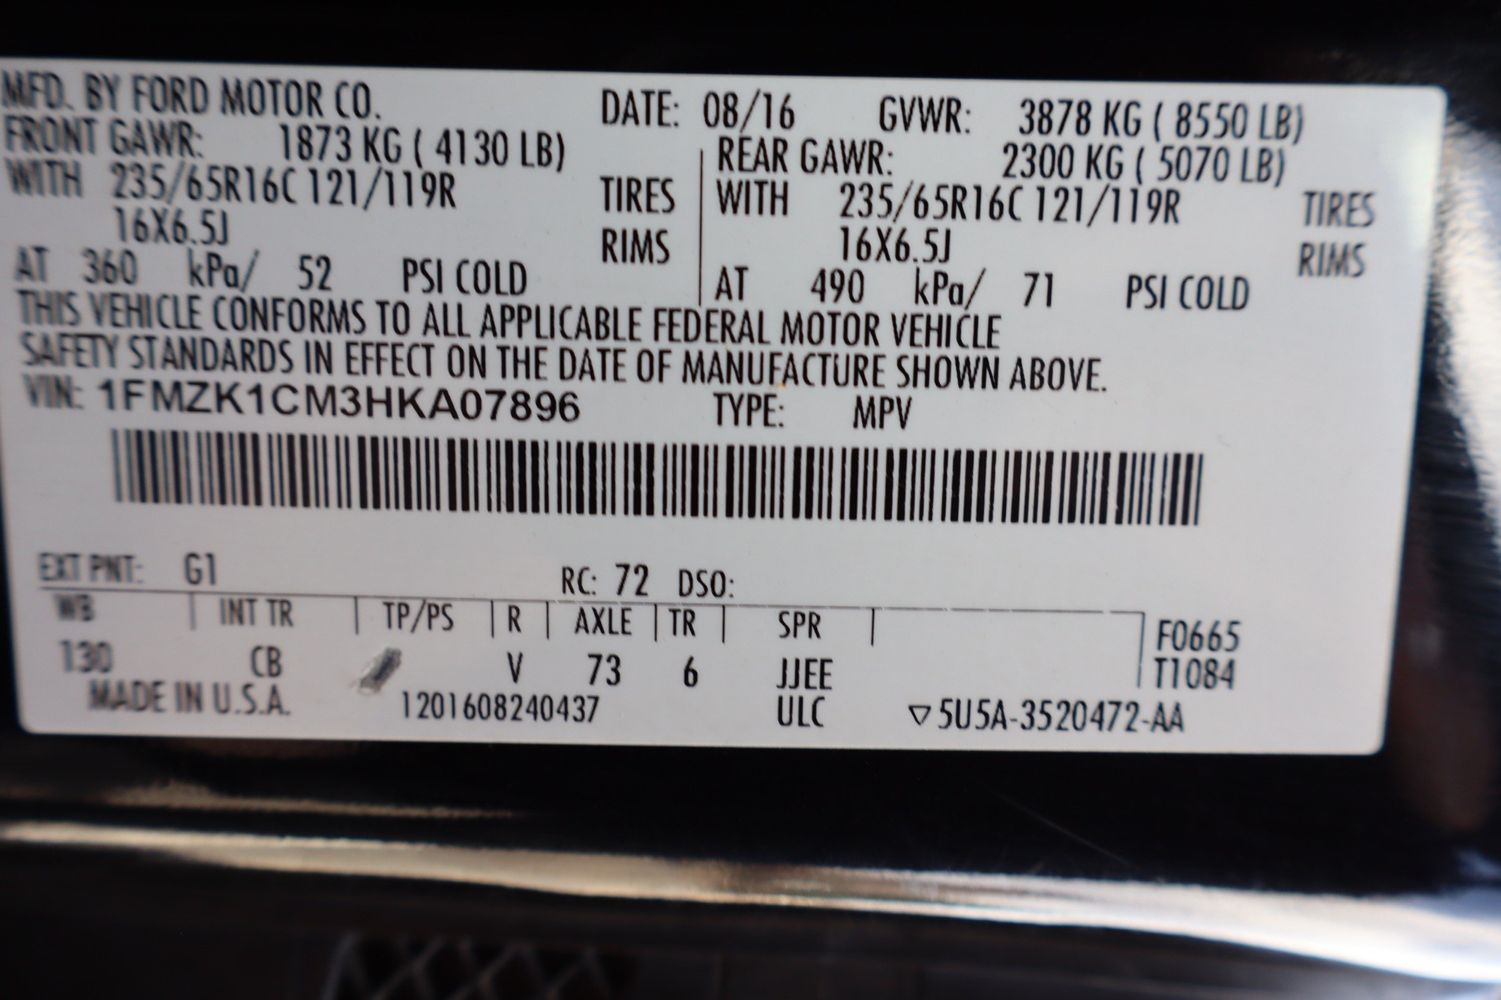 MFD. BY FORD MOTOR CO. DATE: 08/16 GVWR: 3878 KG ( 8550 LB)
FRONT GAWR: 1873 KG ( 4130 LB) REAR GAWR: 2300 KG ( 5070 LB)
WITH 235/65R16C 121/119R TIRES WITH 235/65R16C 121/119R TIRES
16X6.5J RIMS 16X6.5J RIMS
AT 360 kPa/ 52 PSI COLD AT 490 kPa/ 71 PSI COLD
THIS VEHICLE CONFORMS TO ALL APPLICABLE FEDERAL MOTOR VEHICLE
SAFETY STANDARDS IN EFFECT ON THE DATE OF MANUFACTURE SHOWN ABOVE.
VIN: 1FMZK1CM3HKA07896 TYPE: MPV
EXT PNT: G1 RC: 72 DSO:
WB | INT TR | TP/PS | R | AXLE | TR | SPR | F0665
130 CB V 73 6 JJEE T1084
MADE IN U.S.A. 1201608240437 ULC ▽5U5A-3520472-AA